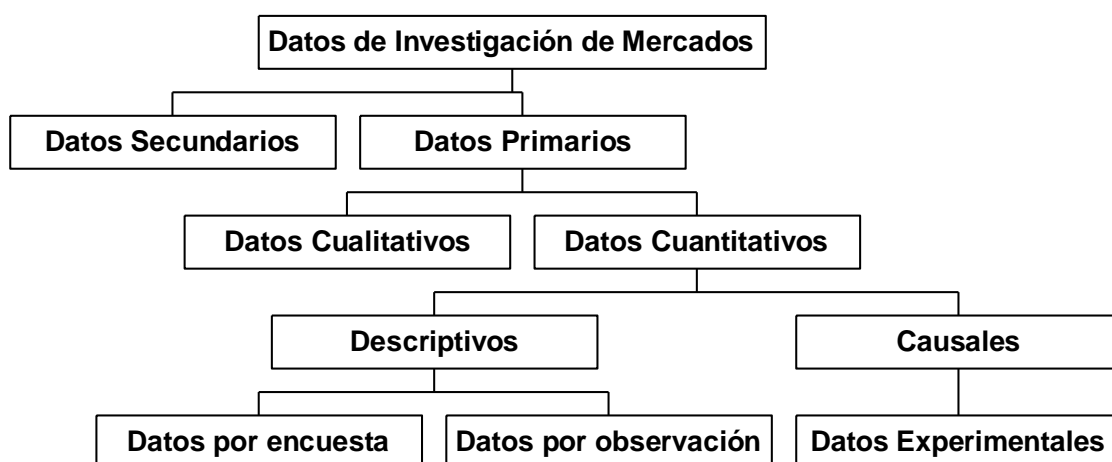 Datos de Investigación de Mercados
Datos Secundarios
Datos Primarios
Datos Cualitativos
Datos Cuantitativos
Descriptivos
Causales
Datos por encuesta
Datos por observación
Datos Experimentales